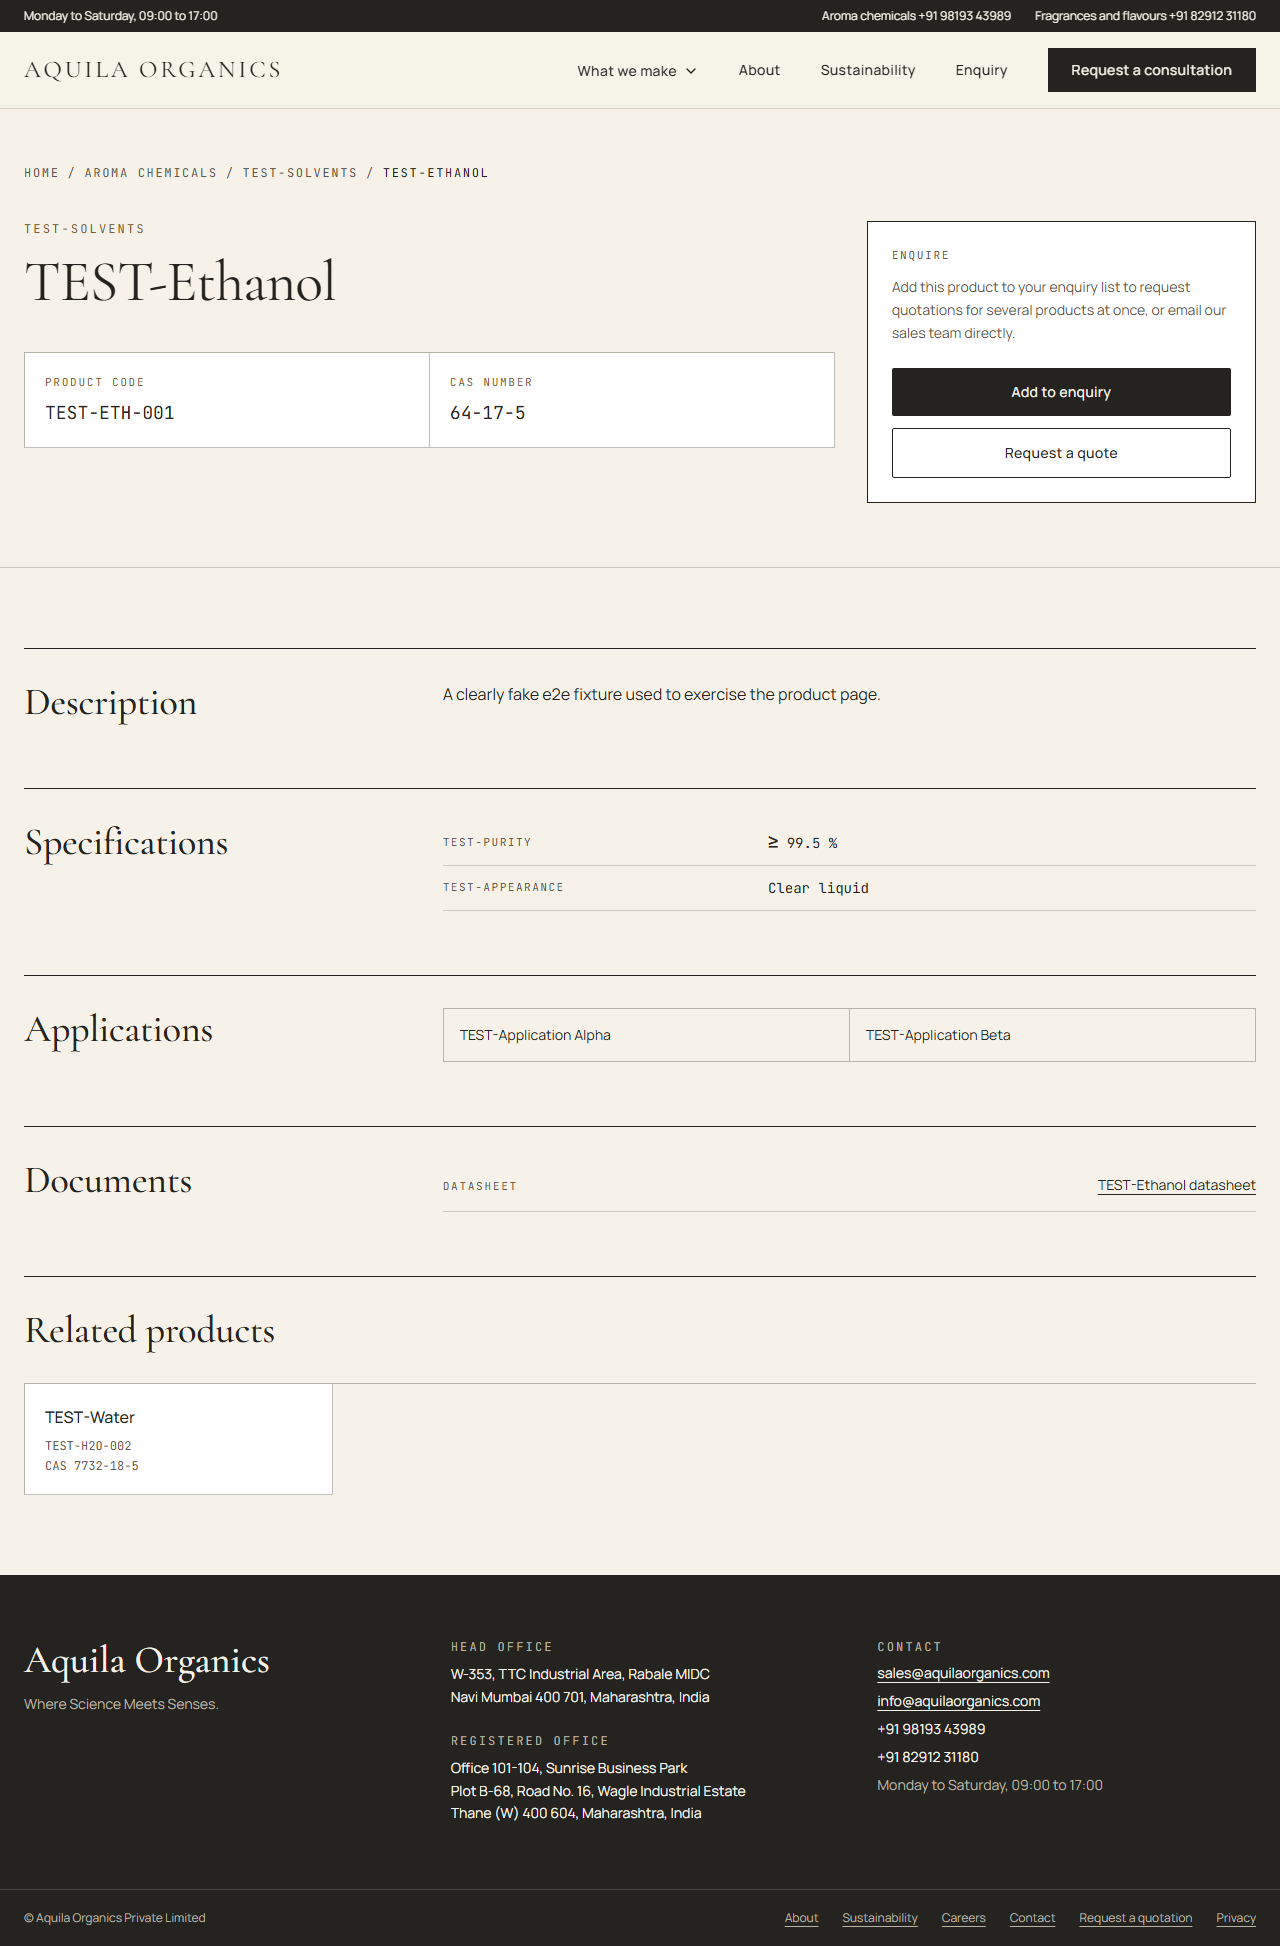 Monday to Saturday, 09:00 to 17:00
Aroma chemicals +91 98193 43989
Fragrances and flavours +91 82912 31180
AQUILA ORGANICS
What we make
About
Sustainability
Enquiry
Request a consultation
HOME / AROMA CHEMICALS / TEST-SOLVENTS / TEST-ETHANOL
TEST-SOLVENTS
TEST-Ethanol
PRODUCT CODE
TEST-ETH-001
CAS NUMBER
64-17-5
ENQUIRE
Add this product to your enquiry list to request
quotations for several products at once, or email our
sales team directly.
Add to enquiry
Request a quote
Description
A clearly fake e2e fixture used to exercise the product page.
Specifications
TEST-PURITY
≥ 99.5 %
TEST-APPEARANCE
Clear liquid
Applications
TEST-Application Alpha
TEST-Application Beta
Documents
DATASHEET
TEST-Ethanol datasheet
Related products
TEST-Water
TEST-H2O-002
CAS 7732-18-5
Aquila Organics
Where Science Meets Senses.
HEAD OFFICE
W-353, TTC Industrial Area, Rabale MIDC
Navi Mumbai 400 701, Maharashtra, India
REGISTERED OFFICE
Office 101-104, Sunrise Business Park
Plot B-68, Road No. 16, Wagle Industrial Estate
Thane (W) 400 604, Maharashtra, India
CONTACT
sales@aquilaorganics.com
info@aquilaorganics.com
+91 98193 43989
+91 82912 31180
Monday to Saturday, 09:00 to 17:00
© Aquila Organics Private Limited
About
Sustainability
Careers
Contact
Request a quotation
Privacy